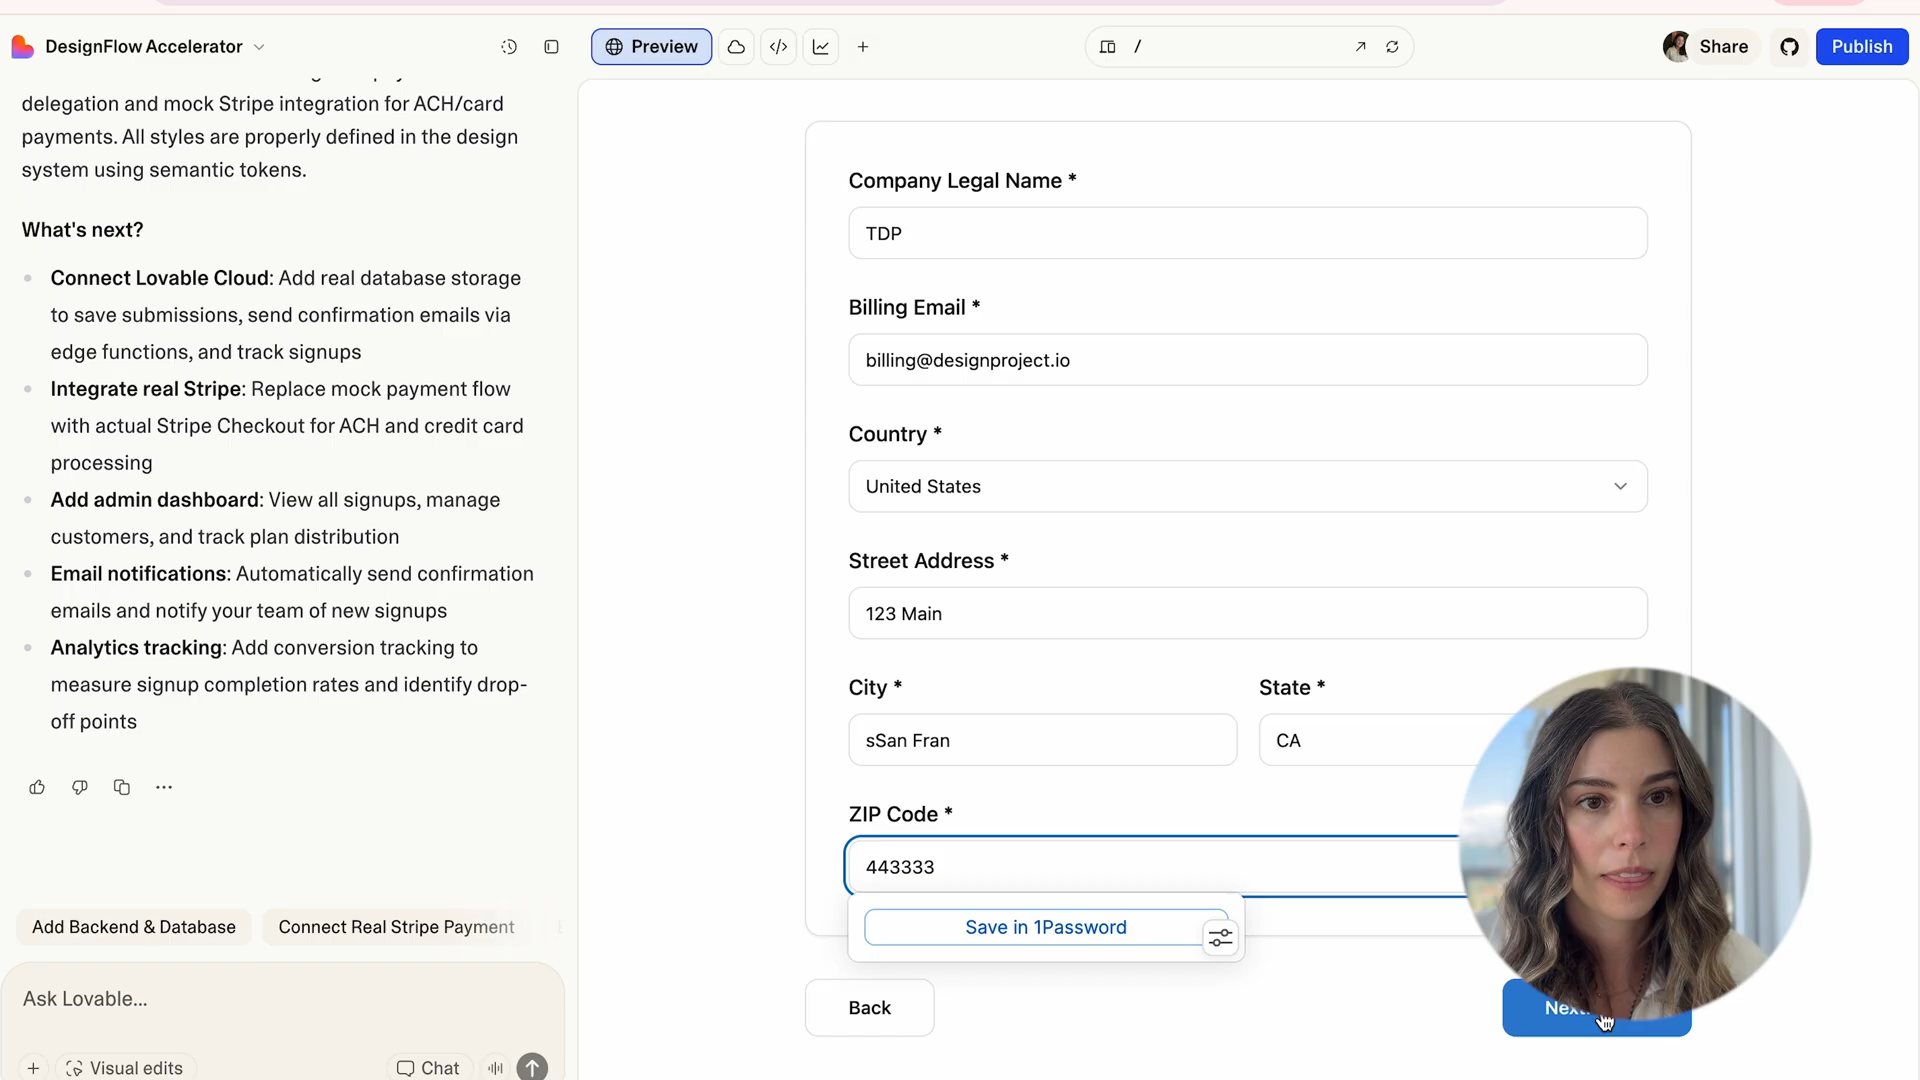 DesignFlow Accelerator
Preview
/
Share
Publish
delegation and mock Stripe integration for ACH/card
payments. All styles are properly defined in the design
system using semantic tokens.
What's next?
Connect Lovable Cloud: Add real database storage
to save submissions, send confirmation emails via
edge functions, and track signups
Integrate real Stripe: Replace mock payment flow
with actual Stripe Checkout for ACH and credit card
processing
Add admin dashboard: View all signups, manage
customers, and track plan distribution
Email notifications: Automatically send confirmation
emails and notify your team of new signups
Analytics tracking: Add conversion tracking to
measure signup completion rates and identify drop-
off points
Add Backend & Database
Connect Real Stripe Payment
Ask Lovable...
Visual edits
Chat
Company Legal Name *
TDP
Billing Email *
billing@designproject.io
Country *
United States
Street Address *
123 Main
City *
State *
sSan Fran
CA
ZIP Code *
443333
Save in 1Password
Back
Next